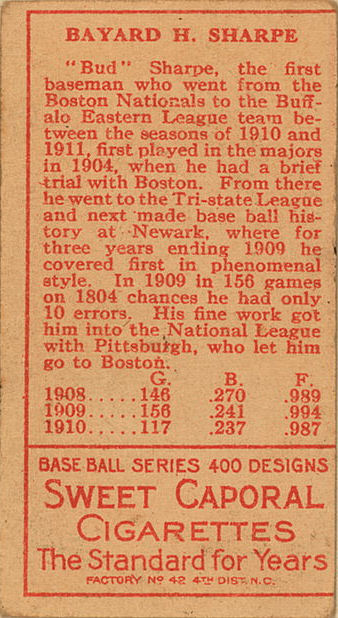 BAYARD H. SHARPE
"Bud" Sharpe, the first
baseman who went from the
Boston Nationals to the Buff-
alo Eastern League team be-
tween the seasons of 1910 and
1911, first played in the majors
in 1904, when he had a brief
trial with Boston. From there
he went to the Tri-state League
and next made base ball his-
tory at Newark, where for
three years ending 1909 he
covered first in phenomenal
style. In 1909 in 156 games
on 1804 chances he had only
10 errors. His fine work got
him into the National League
with Pittsburgh, who let him
go to Boston.
G. B. F.
1908.....146 .270 .989
1909.....156 .241 .994
1910.....117 .237 .987
BASE BALL SERIES 400 DESIGNS
SWEET CAPORAL
CIGARETTES
The Standard for Years
FACTORY Nº 42 4TH DIST. N.C.